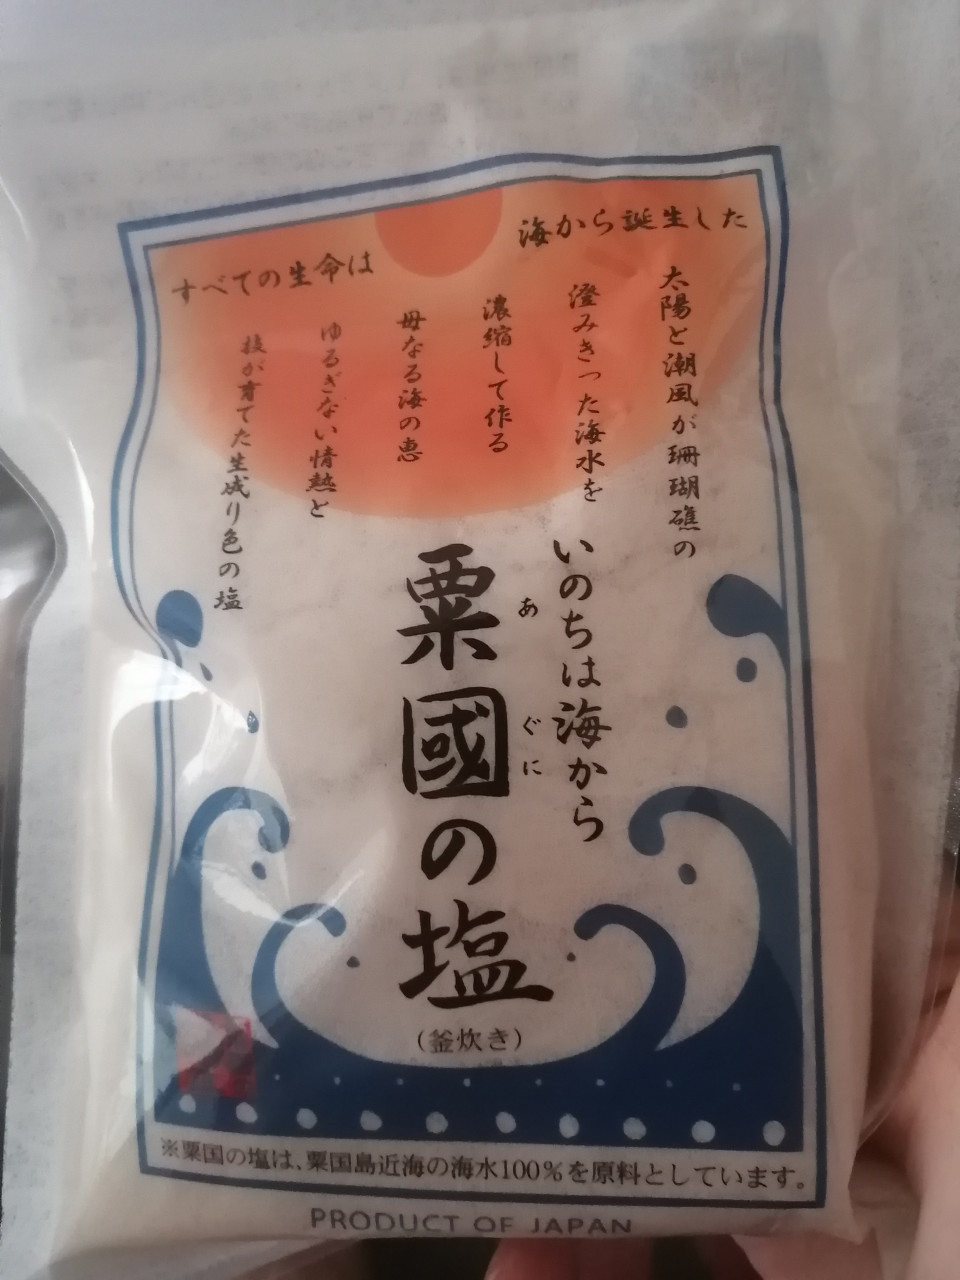 すべての生命は
海から誕生した
太陽と潮風が珊瑚礁の
澄みきった海水を
濃縮して作る
母なる海の恵
ゆるぎない情熱と
技が育てた生成り色の塩
いのちは海から
粟國の塩
あぐに
(釜炊き)
※粟国の塩は、粟国島近海の海水100%を原料としています。
PRODUCT OF JAPAN